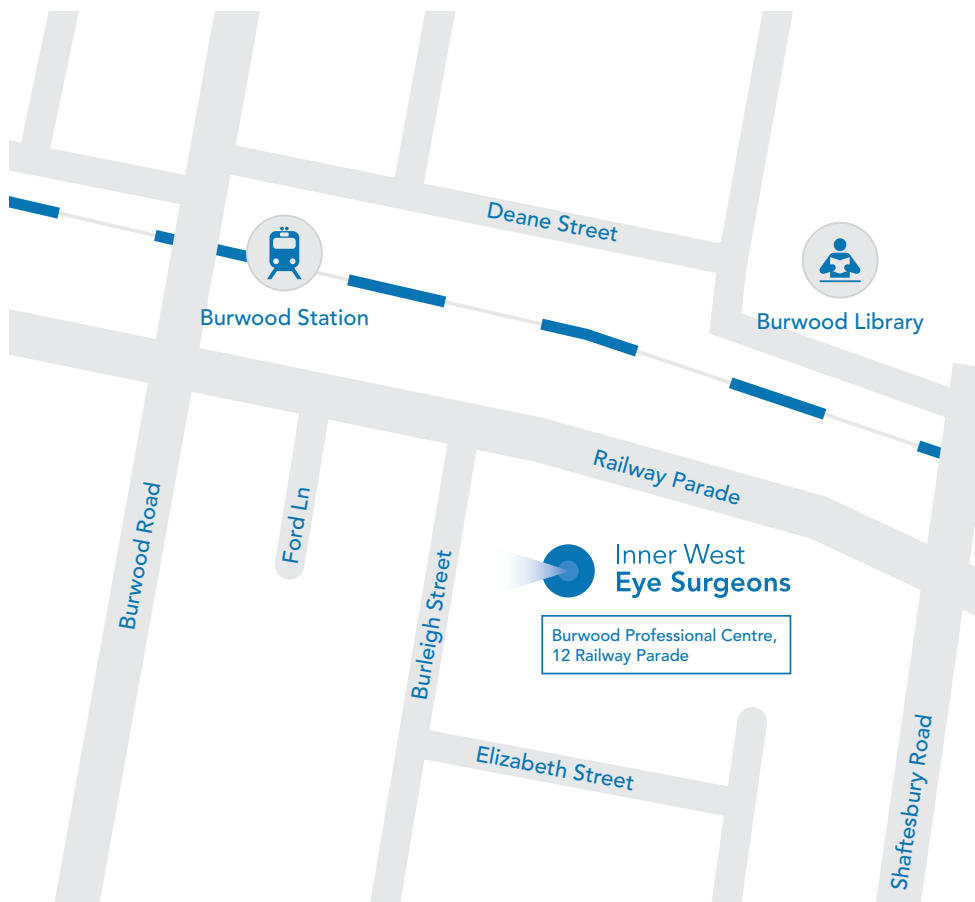 Deane Street
Burwood Station
Burwood Library
Railway Parade
Burwood Road
Ford Ln
Burleigh Street
Inner West
Eye Surgeons
Burwood Professional Centre,
12 Railway Parade
Elizabeth Street
Shaftesbury Road